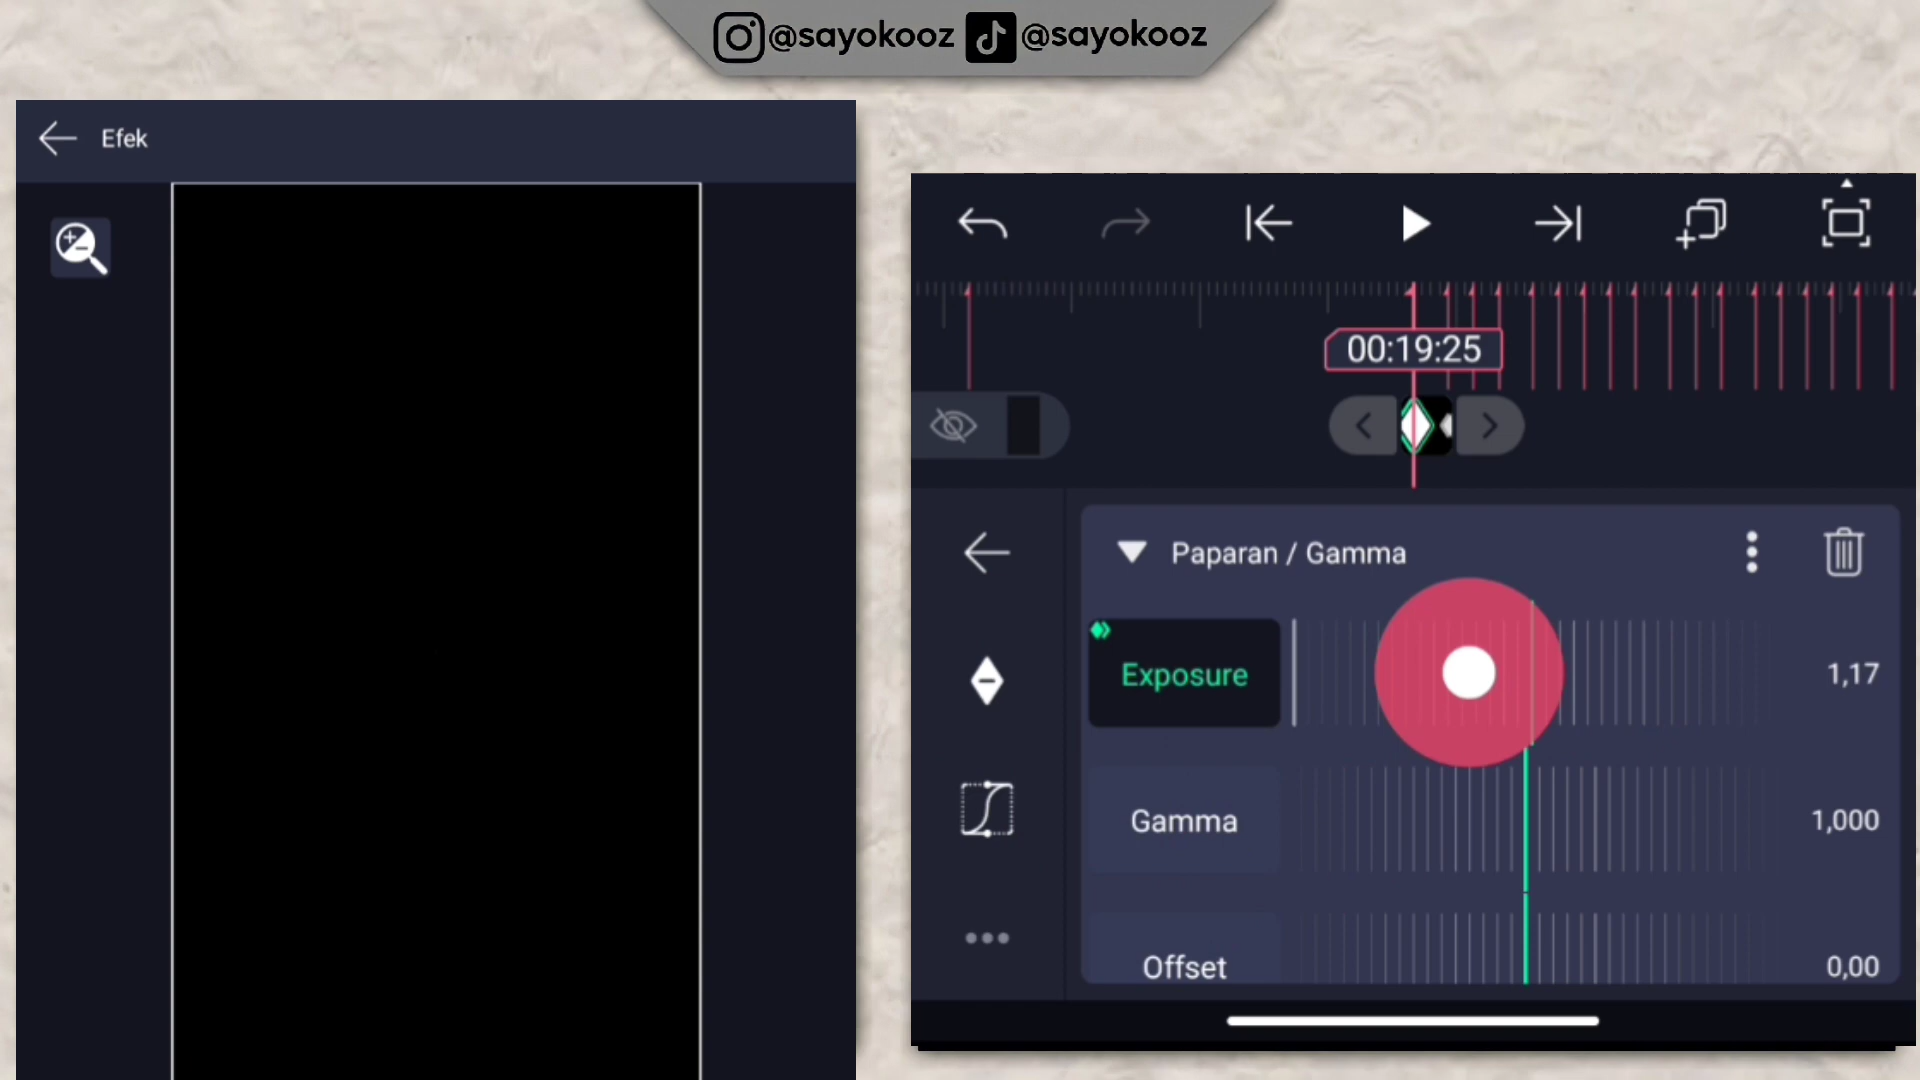 @sayokooz @sayokooz
Efek
00:19:25
Paparan / Gamma
Exposure 1,17
Gamma 1,000
Offset 0,00